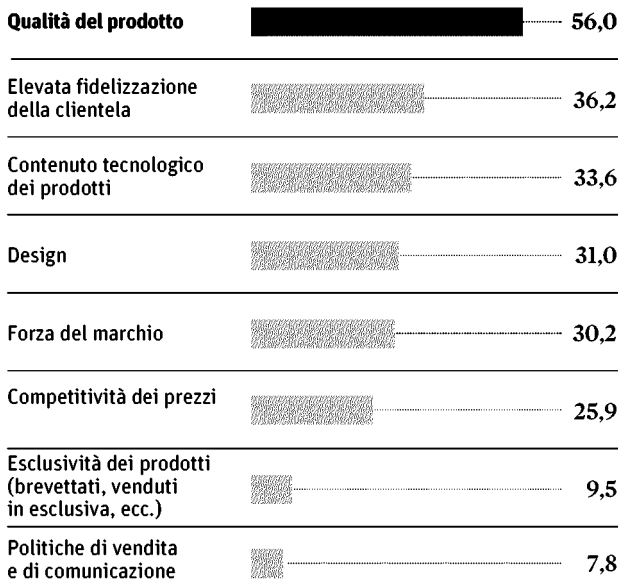 Qualità del prodotto 56,0
Elevata fidelizzazione
della clientela 36,2
Contenuto tecnologico
dei prodotti 33,6
Design 31,0
Forza del marchio 30,2
Competitività dei prezzi 25,9
Esclusività dei prodotti
(brevettati, venduti 9,5
in esclusiva, ecc.)
Politiche di vendita
e di comunicazione 7,8